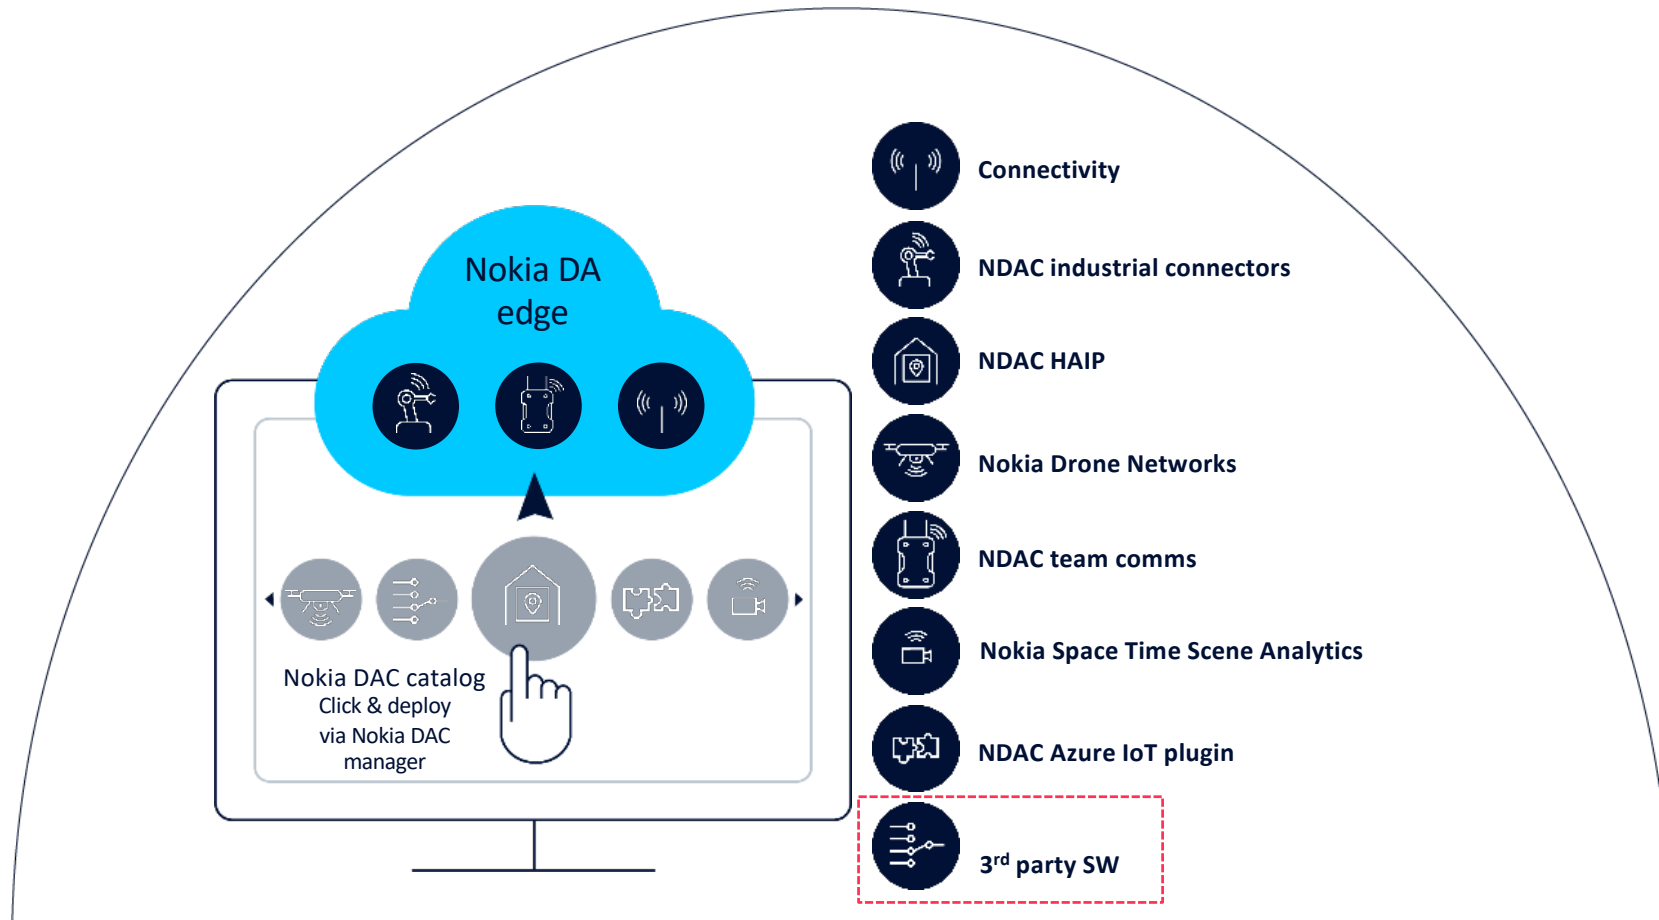 Nokia DA
edge
Nokia DAC catalog
Click & deploy
via Nokia DAC
manager
Connectivity
NDAC industrial connectors
NDAC HAIP
Nokia Drone Networks
NDAC team comms
Nokia Space Time Scene Analytics
NDAC Azure IoT plugin
3rd party SW